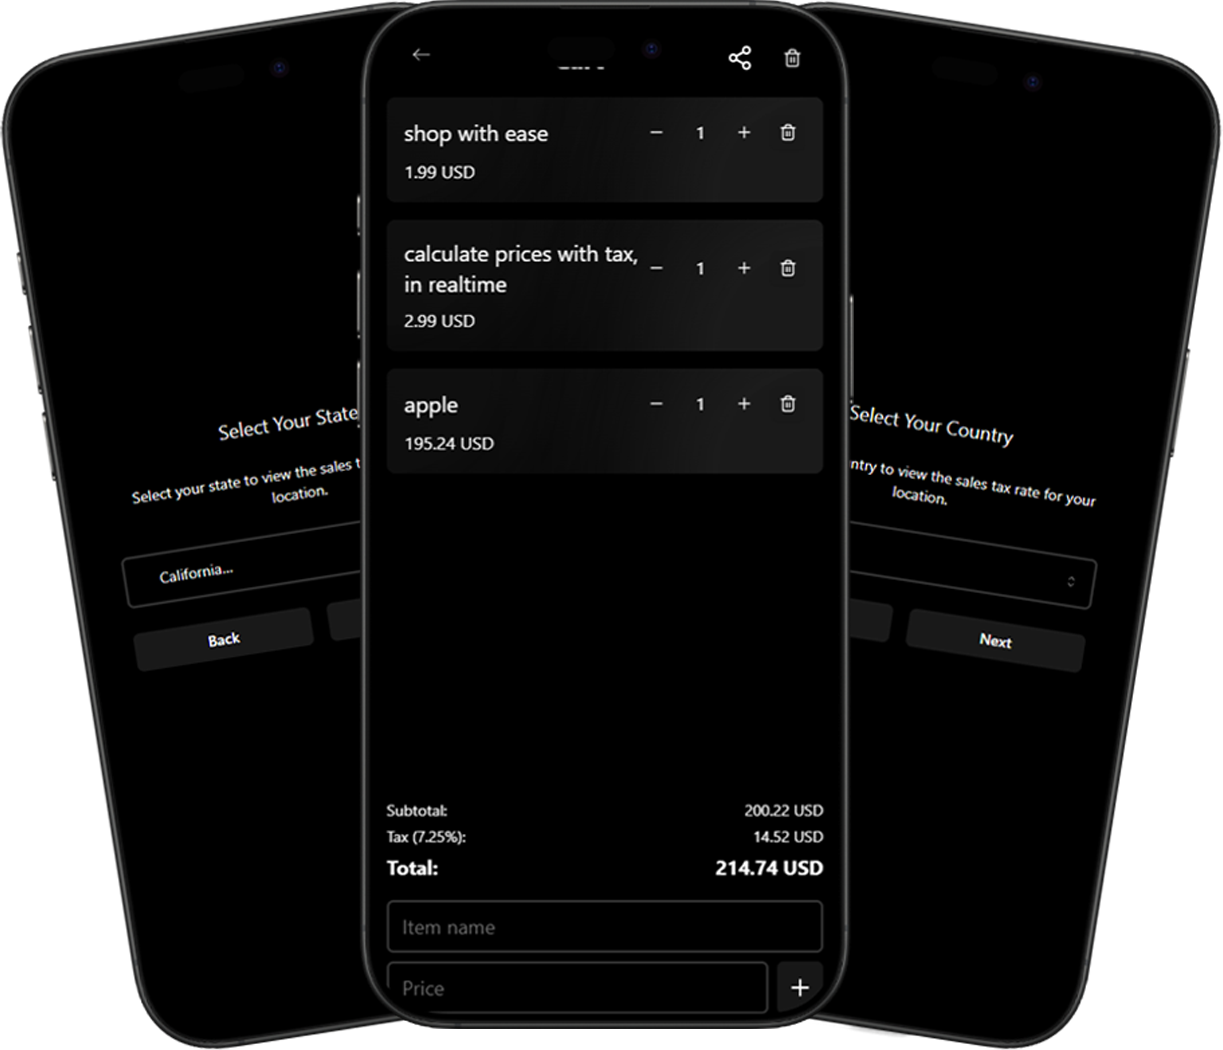 Select Your State
Select your state to view the sales
location.
California...
Back
shop with ease
1
1.99 USD
calculate prices with tax,
in realtime
1
2.99 USD
apple
1
195.24 USD
Subtotal:
200.22 USD
Tax (7.25%):
14.52 USD
Total:
214.74 USD
Item name
Price
Select Your Country
to view the sales tax rate for your
location.
Next